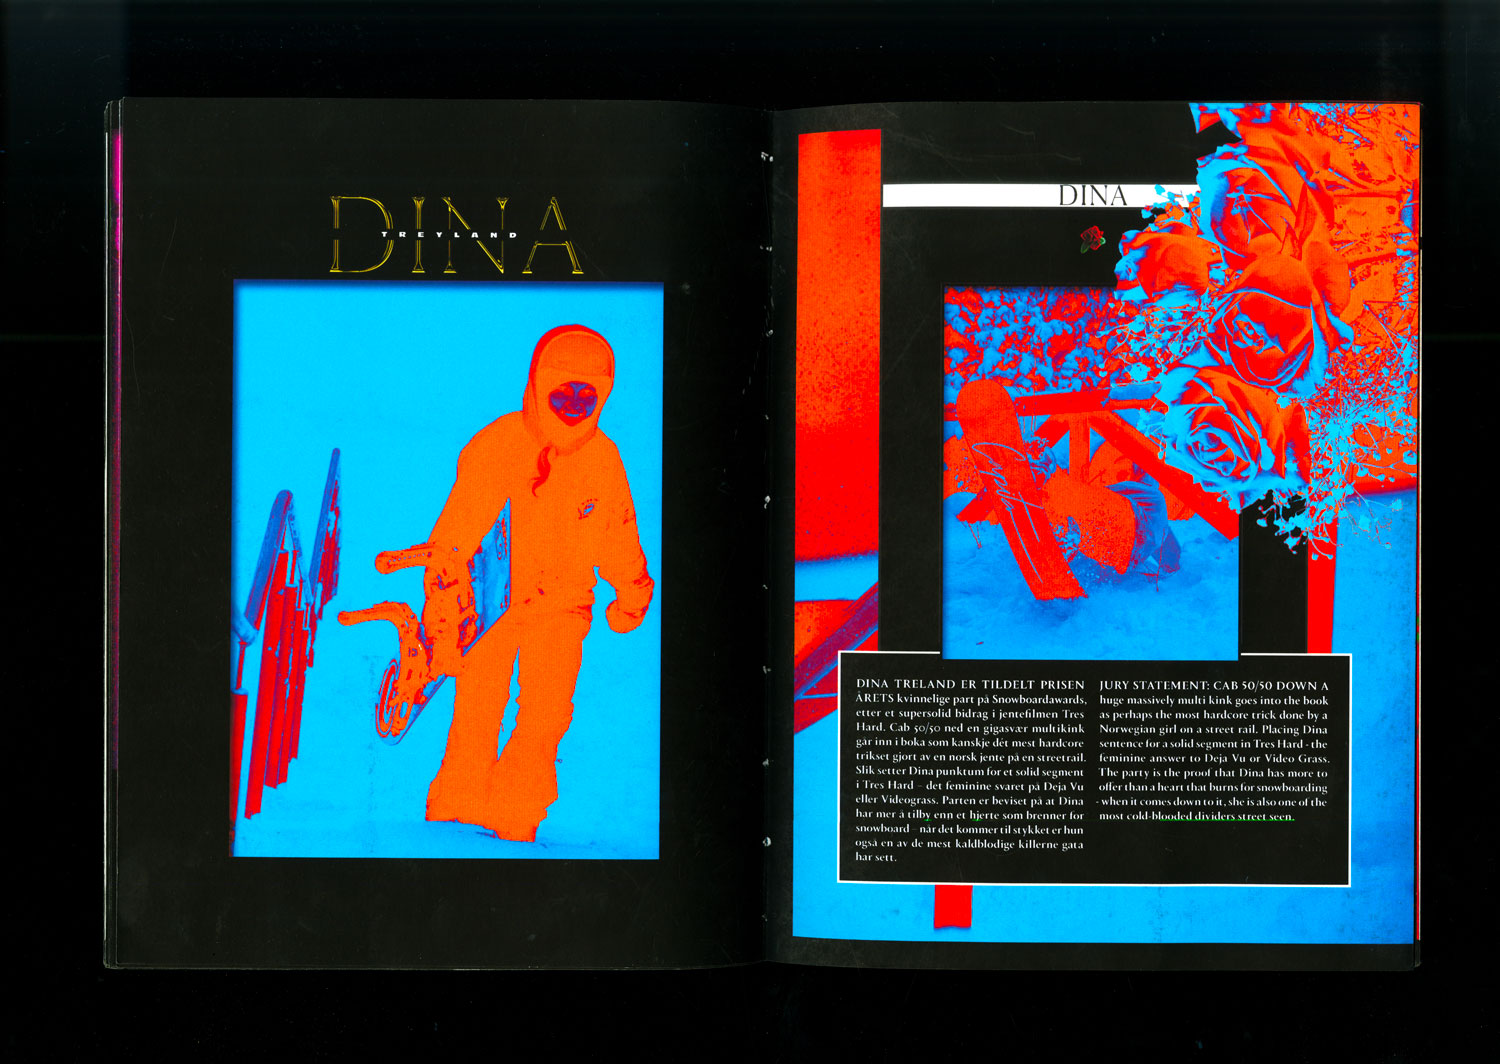 DINA
TREYLAND
DINA
DINA TRELAND ER TILDELT PRISEN
ÅRETS kvinnelige part på Snowboardawards,
etter et supersolid bidrag i jentefilmen Tres
Hard. Cab 50/50 ned en gigasvær multikink
går inn i boka som kanskje dét mest hardcore
trikset gjort av en norsk jente på en streetrail.
Slik setter Dina punktum for et solid segment
i Tres Hard – det feminine svaret på Deja Vu
eller Videograss. Parten er beviset på at Dina
har mer å tilby enn et hjerte som brenner for
snowboard – når det kommer til stykket er hun
også en av de mest kaldblodige killerne gata
har sett.
JURY STATEMENT: CAB 50/50 DOWN A
huge massively multi kink goes into the book
as perhaps the most hardcore trick done by a
Norwegian girl on a street rail. Placing Dina
sentence for a solid segment in Tres Hard - the
feminine answer to Deja Vu or Video Grass.
The party is the proof that Dina has more to
offer than a heart that burns for snowboarding
- when it comes down to it, she is also one of the
most cold-blooded dividers street seen.